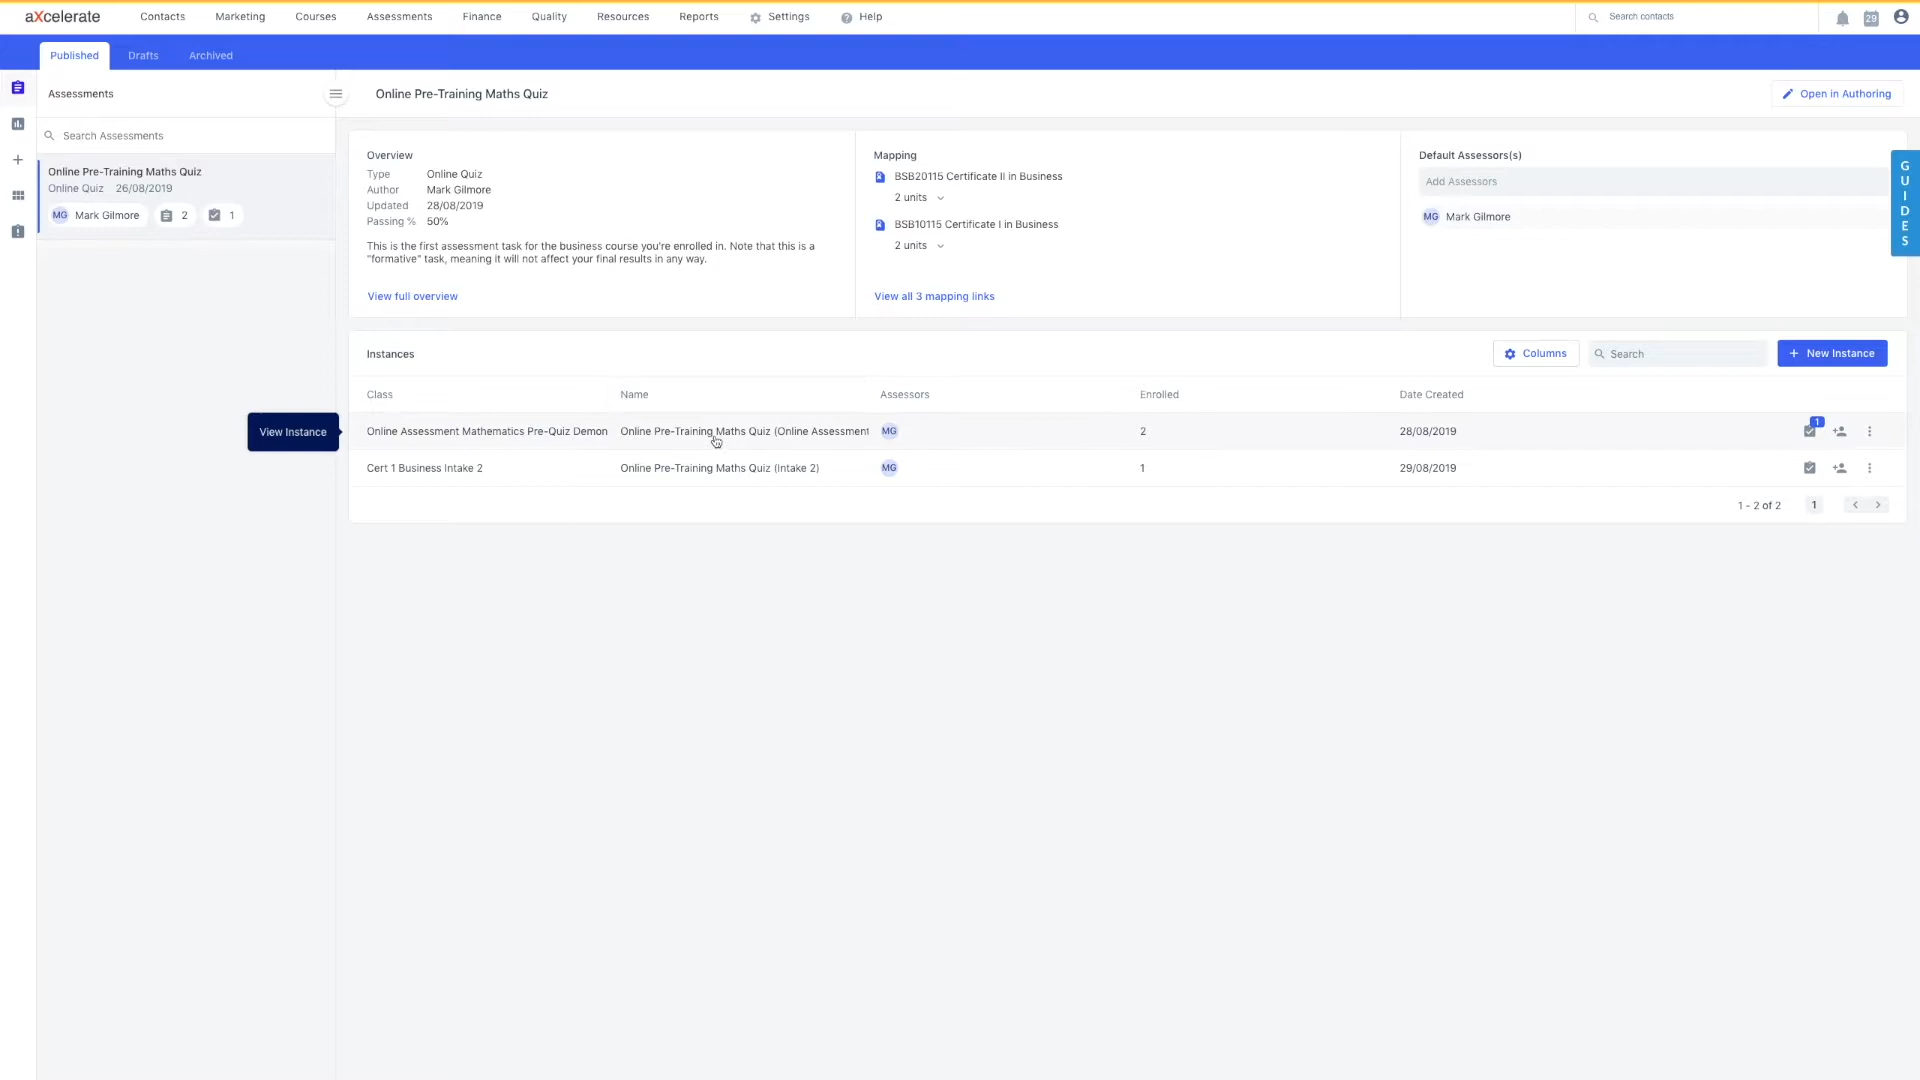 aXcelerate Contacts Marketing Courses Assessments Finance Quality Resources Reports Settings Help Search contacts 29
Published Drafts Archived
Assessments
Online Pre-Training Maths Quiz
Open in Authoring
Search Assessments
Online Pre-Training Maths Quiz
Online Quiz 26/08/2019
MG Mark Gilmore 2 1
Overview
Type Online Quiz
Author Mark Gilmore
Updated 28/08/2019
Passing % 50%
This is the first assessment task for the business course you're enrolled in. Note that this is a
"formative" task, meaning it will not affect your final results in any way.
View full overview
Mapping
BSB20115 Certificate II in Business
2 units
BSB10115 Certificate I in Business
2 units
View all 3 mapping links
Default Assessors(s)
Add Assessors
MG Mark Gilmore
GUIDES
Instances
Columns Search + New Instance
Class Name Assessors Enrolled Date Created
View Instance
Online Assessment Mathematics Pre-Quiz Demon Online Pre-Training Maths Quiz (Online Assessment MG 2 28/08/2019 1
Cert 1 Business Intake 2 Online Pre-Training Maths Quiz (Intake 2) MG 1 29/08/2019
1 - 2 of 2 1